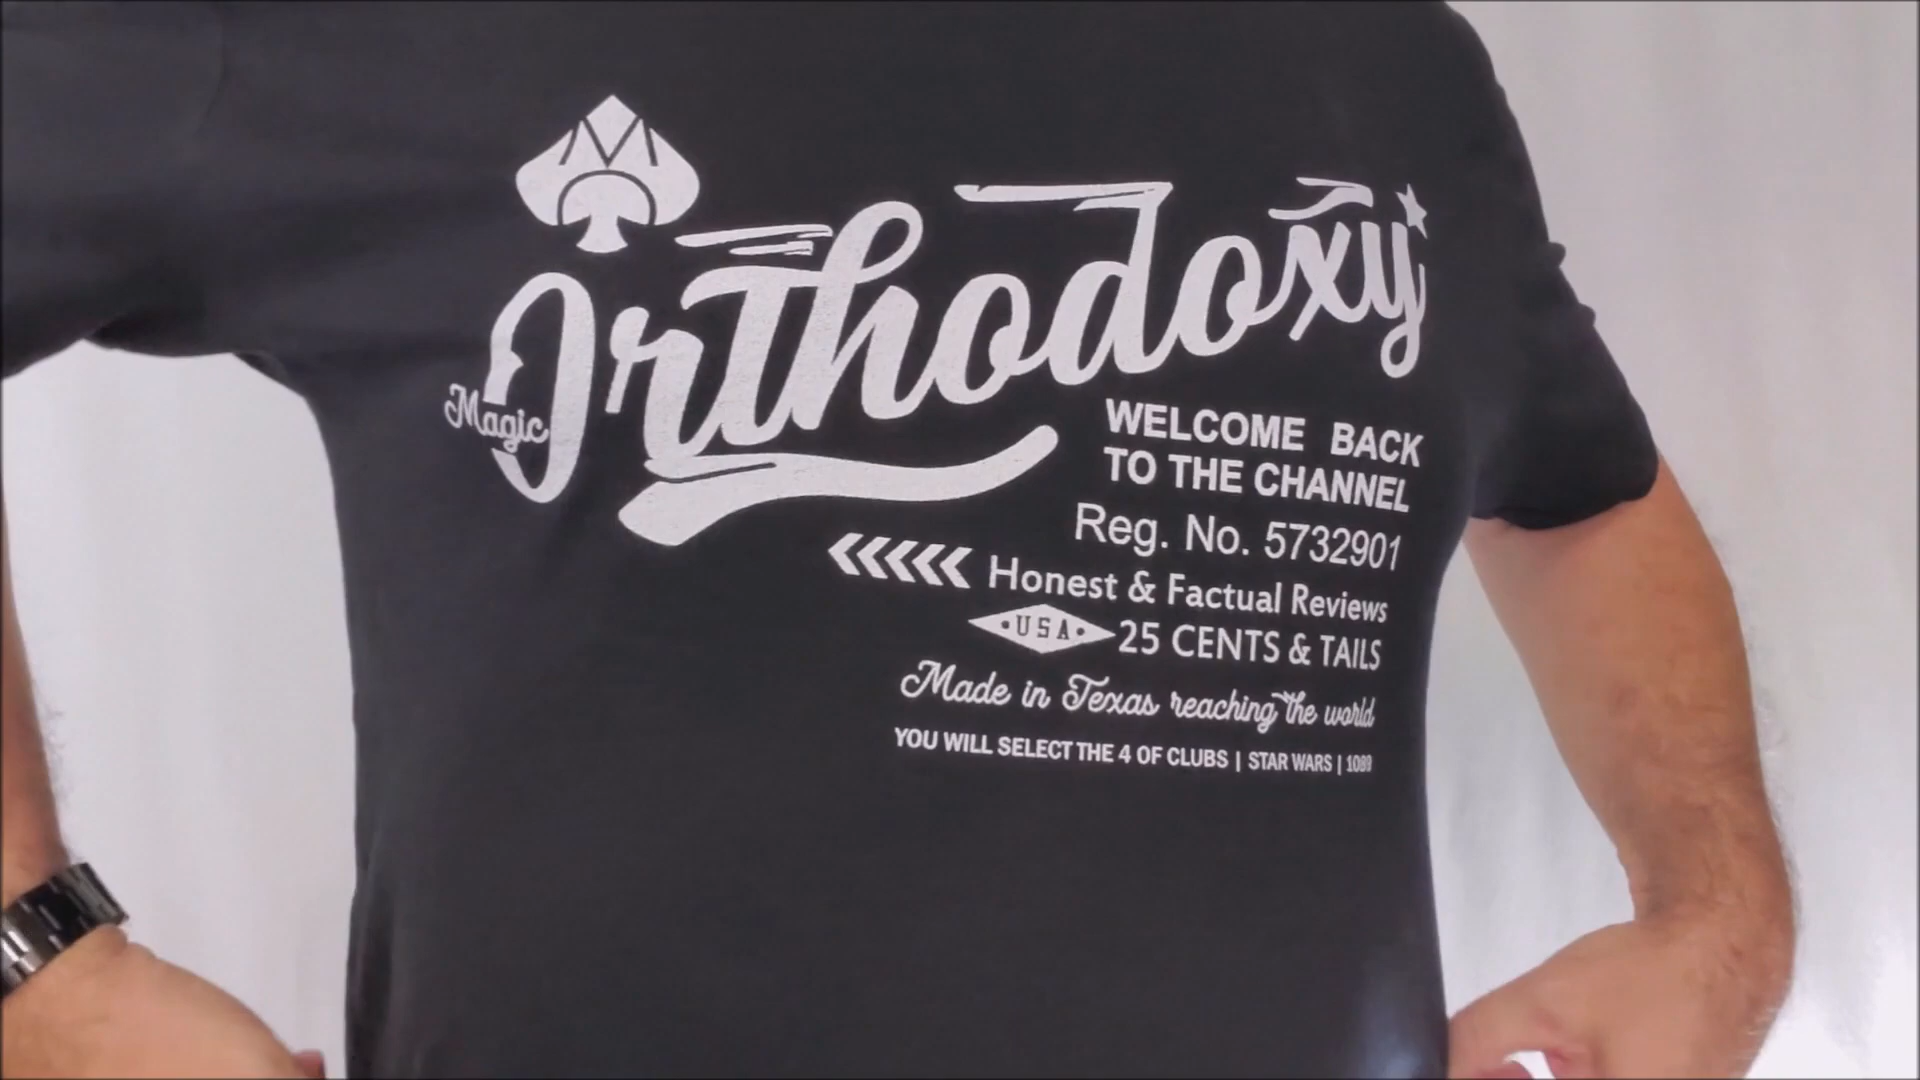 M
Orthodoxy
Magic
WELCOME BACK
TO THE CHANNEL
Reg. No. 5732901
Honest & Factual Reviews
USA 25 CENTS & TAILS
Made in Texas reaching the world
YOU WILL SELECT THE 4 OF CLUBS | STAR WARS | 1089